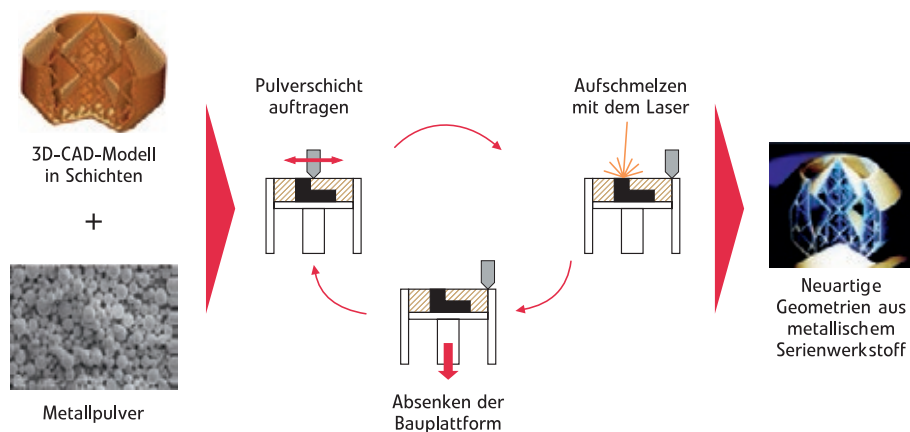 3D-CAD-Modell
in Schichten
+
Metallpulver
Pulverschicht
auftragen
Aufschmelzen
mit dem Laser
Absenken der
Bauplattform
Neuartige
Geometrien aus
metallischem
Serienwerkstoff